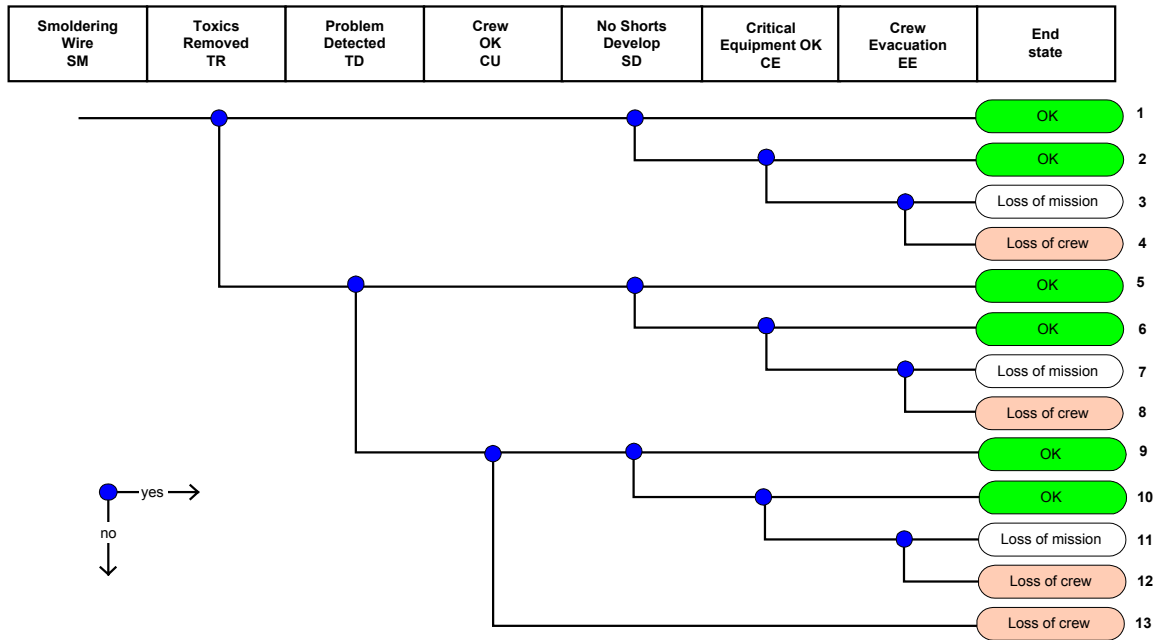 Smoldering
Wire
SM
Toxics
Removed
TR
Problem
Detected
TD
Crew
OK
CU
No Shorts
Develop
SD
Critical
Equipment OK
CE
Crew
Evacuation
EE
End
state
OK 1
OK 2
Loss of mission 3
Loss of crew 4
OK 5
OK 6
Loss of mission 7
Loss of crew 8
OK 9
OK 10
Loss of mission 11
Loss of crew 12
Loss of crew 13
yes
no